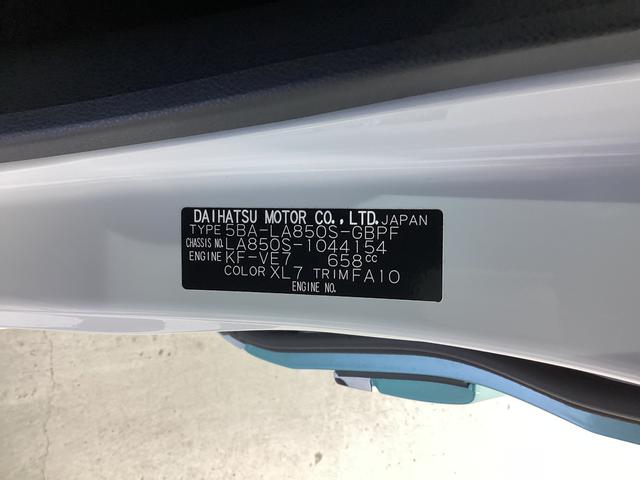 DAIHATSU MOTOR CO., LTD. JAPAN
TYPE 5BA-LA850S-GBPF
CHASSIS NO. LA850S-1044154
ENGINE KF-VE7 658cc
COLOR XL7 TRIM FA10
ENGINE NO.